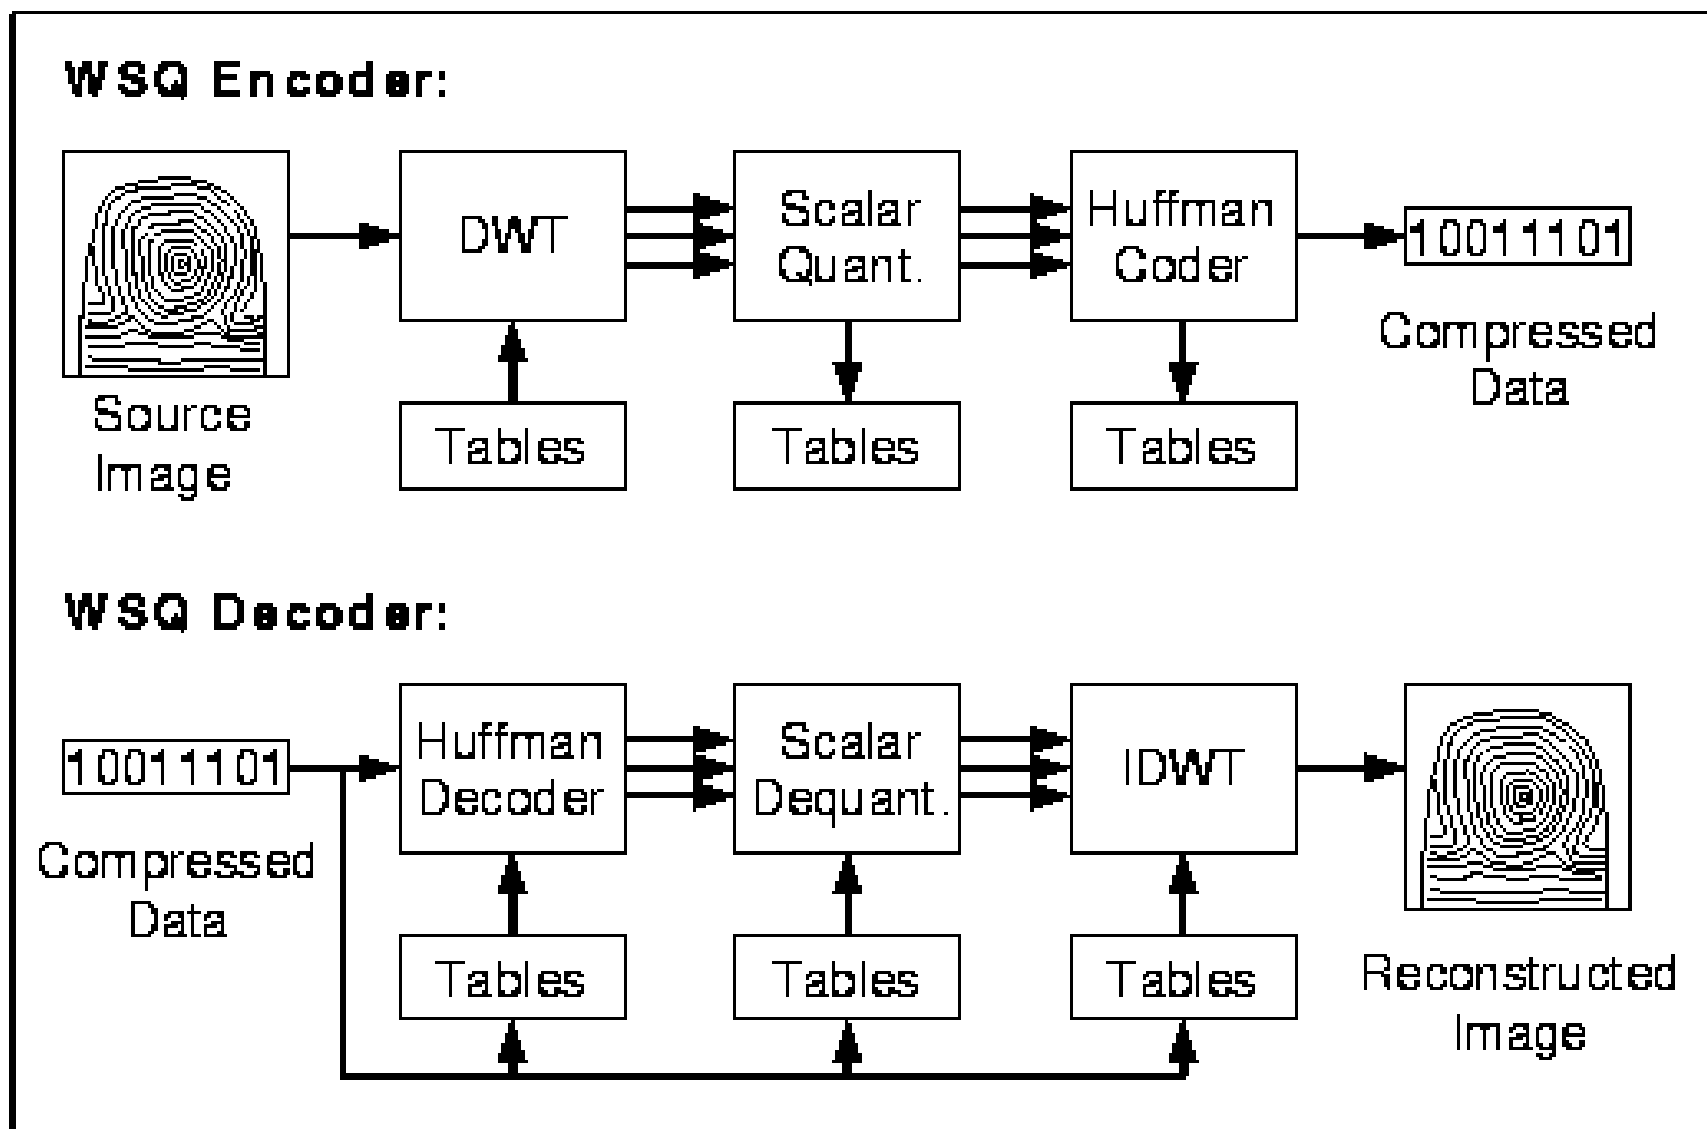 WSQ Encoder:
DWT
Scalar
Quant.
Huffman
Coder
10011101
Compressed
Data
Source
Image
Tables
Tables
Tables
WSQ Decoder:
10011101
Huffman
Decoder
Scalar
Dequant.
IDWT
Compressed
Data
Tables
Tables
Tables
Reconstructed
Image